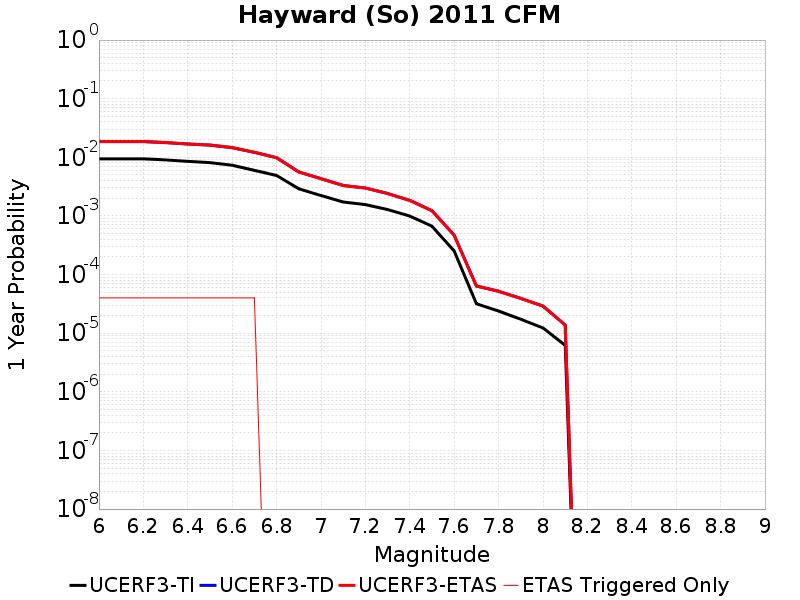 Hayward (So) 2011 CFM
10^0
10^-1
10^-2
10^-3
10^-4
10^-5
10^-6
10^-7
10^-8
1 Year Probability
6 6.2 6.4 6.6 6.8 7 7.2 7.4 7.6 7.8 8 8.2 8.4 8.6 8.8 9
Magnitude
UCERF3-TI UCERF3-TD UCERF3-ETAS ETAS Triggered Only